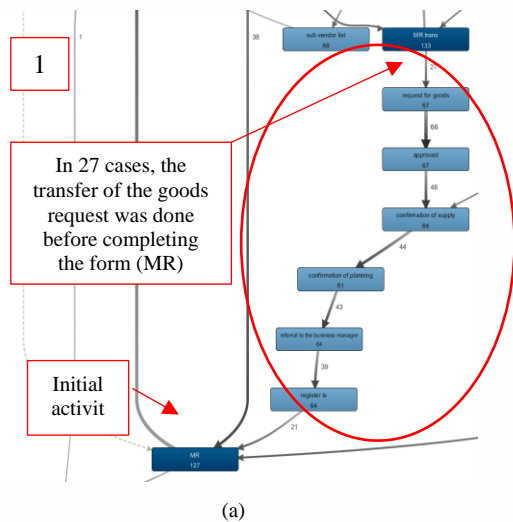 1
38
sub vendor list
68
MR trans
133
1
27
In 27 cases, the
transfer of the goods
request was done
before completing
the form (MR)
request for goods
67
66
approved
67
48
confirmation of supply
64
44
confirmation of planning
61
43
referral to the business manager
64
39
register is
64
21
Initial
activit
MR
127
(a)